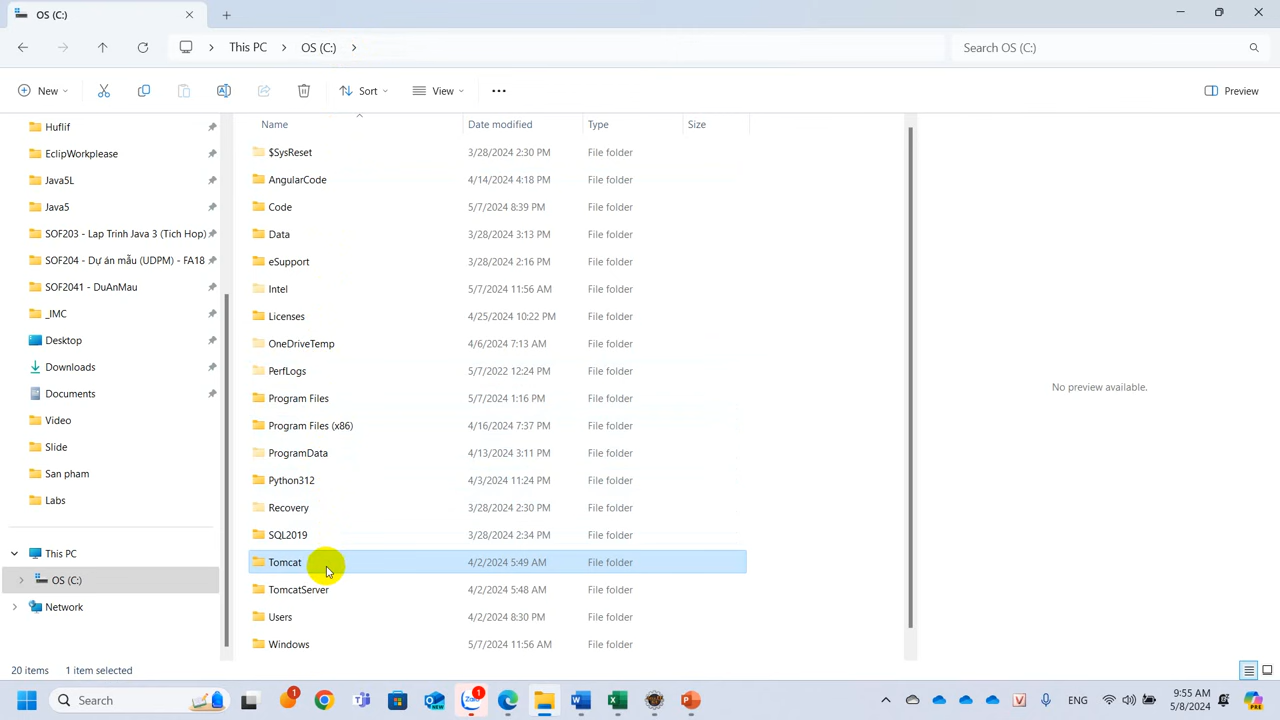 OS (C:)
This PC > OS (C:) >
Search OS (C:)
New
Sort
View
Preview
Name Date modified Type Size
Huflif
EclipWorkplease
Java5L
Java5
SOF203 - Lap Trinh Java 3 (Tich Hop)
SOF204 - Dự án mẫu (UDPM) - FA18
SOF2041 - DuAnMau
_IMC
Desktop
Downloads
Documents
Video
Slide
San pham
Labs
This PC
OS (C:)
Network
$SysReset 3/28/2024 2:30 PM File folder
AngularCode 4/14/2024 4:18 PM File folder
Code 5/7/2024 8:39 PM File folder
Data 3/28/2024 3:13 PM File folder
eSupport 3/28/2024 2:16 PM File folder
Intel 5/7/2024 11:56 AM File folder
Licenses 4/25/2024 10:22 PM File folder
OneDriveTemp 4/6/2024 7:13 AM File folder
PerfLogs 5/7/2022 12:24 PM File folder
Program Files 5/7/2024 1:16 PM File folder
Program Files (x86) 4/16/2024 7:37 PM File folder
ProgramData 4/13/2024 3:11 PM File folder
Python312 4/3/2024 11:24 PM File folder
Recovery 3/28/2024 2:30 PM File folder
SQL2019 3/28/2024 2:34 PM File folder
Tomcat 4/2/2024 5:49 AM File folder
TomcatServer 4/2/2024 5:48 AM File folder
Users 4/2/2024 8:30 PM File folder
Windows 5/7/2024 11:56 AM File folder
No preview available.
20 items 1 item selected
Search
1
Zalo
1
ENG
9:55 AM
5/8/2024
PRE